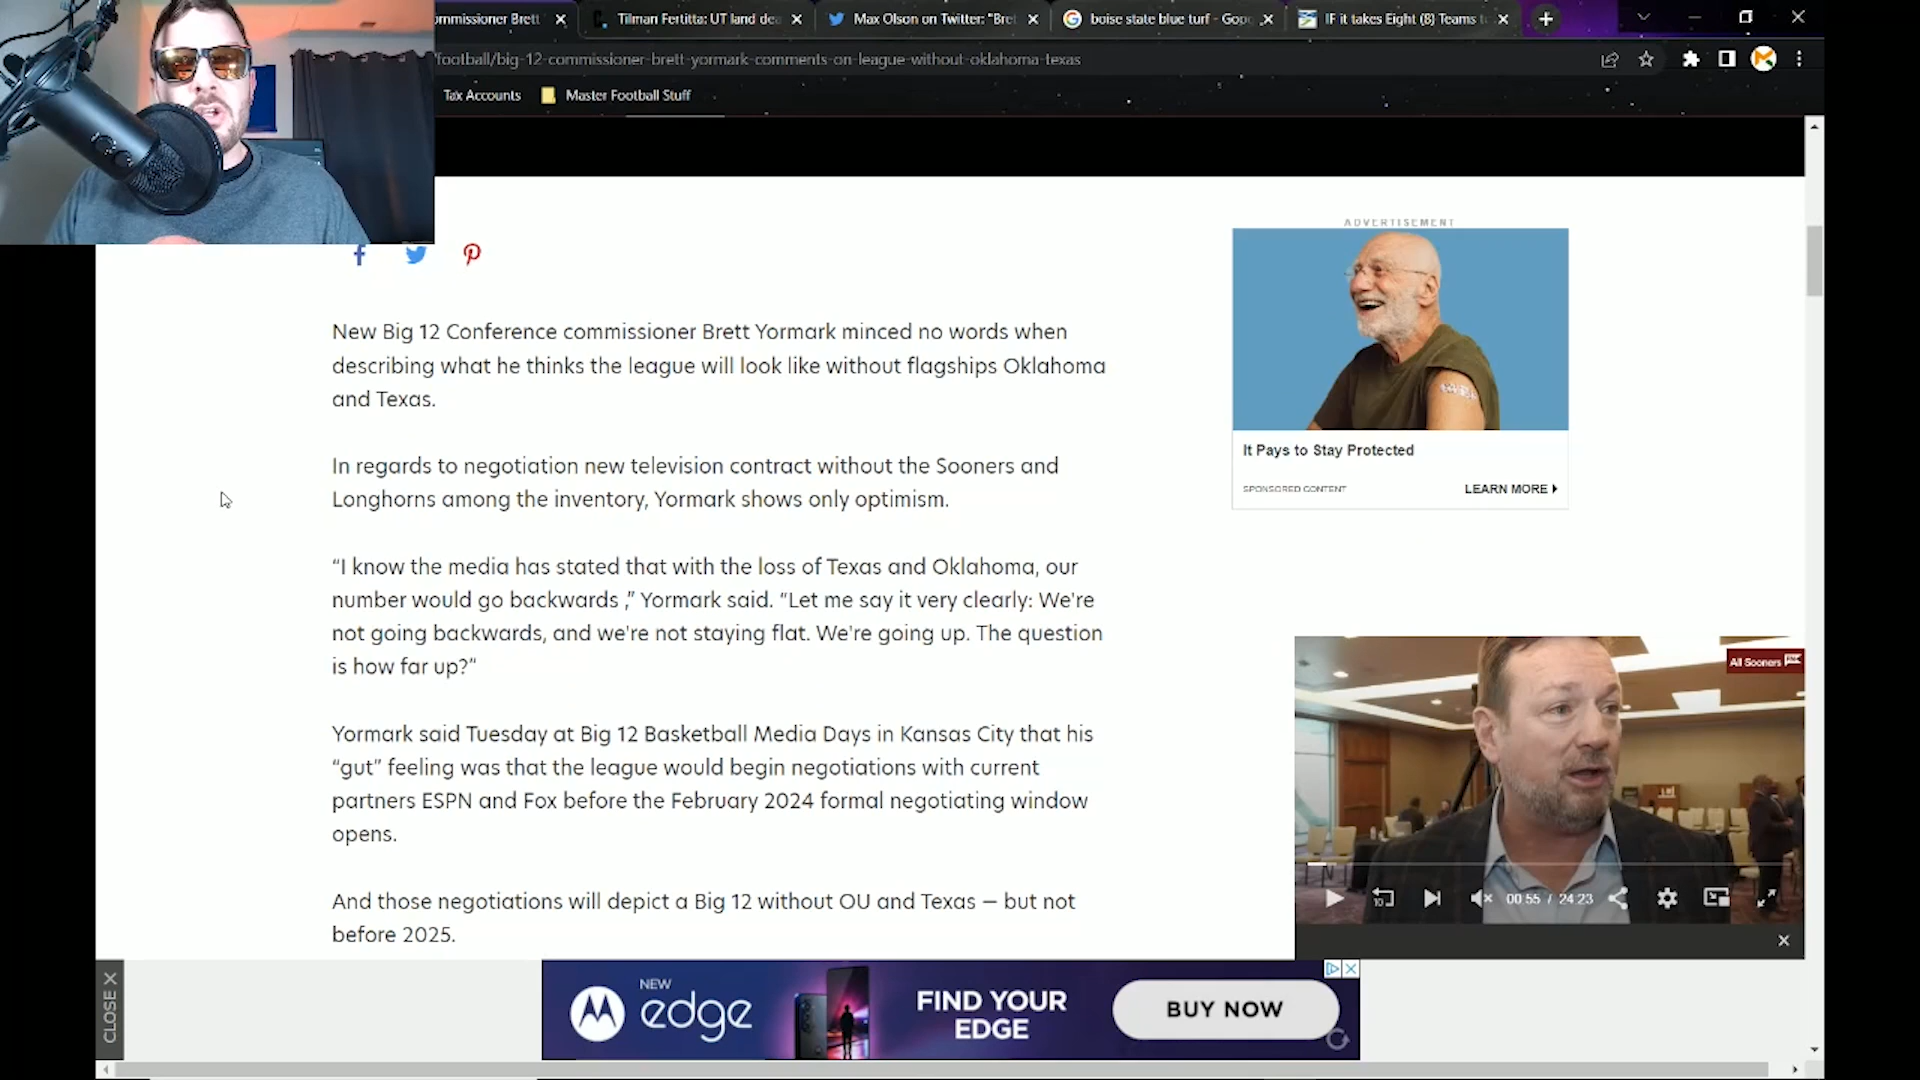 ommissioner Brett
Tilman Fertitta: UT land dea
Max Olson on Twitter: "Bret
boise state blue turf - Goog
IF it takes Eight (8) Teams to
football/big-12-commissioner-brett-yormark-comments-on-league-without-oklahoma-texas
Tax Accounts
Master Football Stuff
ADVERTISEMENT
New Big 12 Conference commissioner Brett Yormark minced no words when
describing what he thinks the league will look like without flagships Oklahoma
and Texas.
In regards to negotiation new television contract without the Sooners and
Longhorns among the inventory, Yormark shows only optimism.
“I know the media has stated that with the loss of Texas and Oklahoma, our
number would go backwards ,” Yormark said. “Let me say it very clearly: We're
not going backwards, and we're not staying flat. We're going up. The question
is how far up?”
Yormark said Tuesday at Big 12 Basketball Media Days in Kansas City that his
“gut” feeling was that the league would begin negotiations with current
partners ESPN and Fox before the February 2024 formal negotiating window
opens.
And those negotiations will depict a Big 12 without OU and Texas — but not
before 2025.
It Pays to Stay Protected
SPONSORED CONTENT
LEARN MORE
All Sooners
10
00:55 / 24:23
CLOSE X
NEW
edge
FIND YOUR
EDGE
BUY NOW